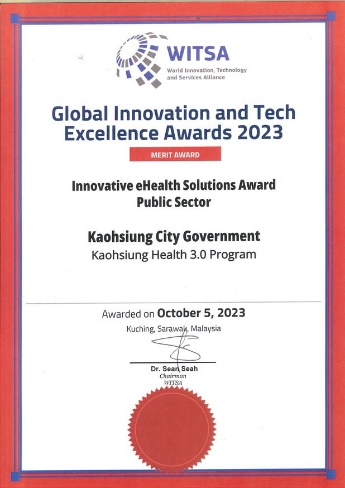 WITSA
World Innovation, Technology
and Services Alliance
Global Innovation and Tech
Excellence Awards 2023
MERIT AWARD
Innovative eHealth Solutions Award
Public Sector
Kaohsiung City Government
Kaohsiung Health 3.0 Program
Awarded on October 5, 2023
Kuching, Sarawak, Malaysia
Dr. Sean Seah
Chairman
WITSA